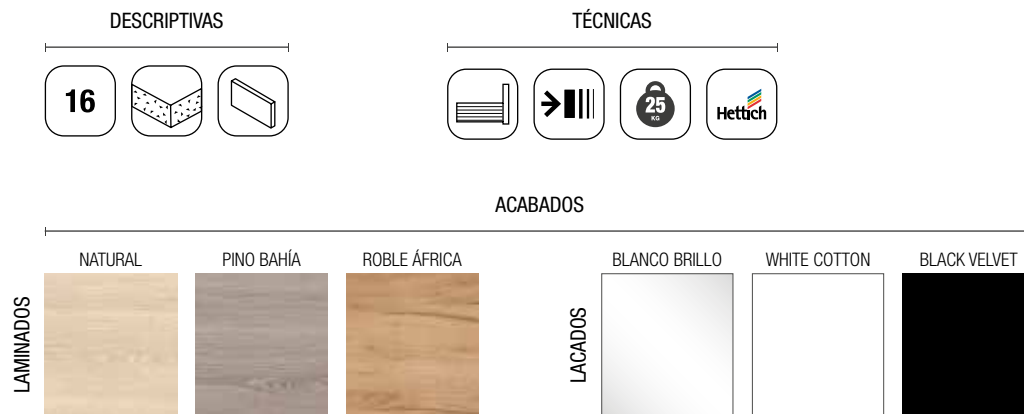 DESCRIPTIVAS
TÉCNICAS
16
25
KG
Hettich
ACABADOS
LAMINADOS
NATURAL
PINO BAHÍA
ROBLE ÁFRICA
LACADOS
BLANCO BRILLO
WHITE COTTON
BLACK VELVET